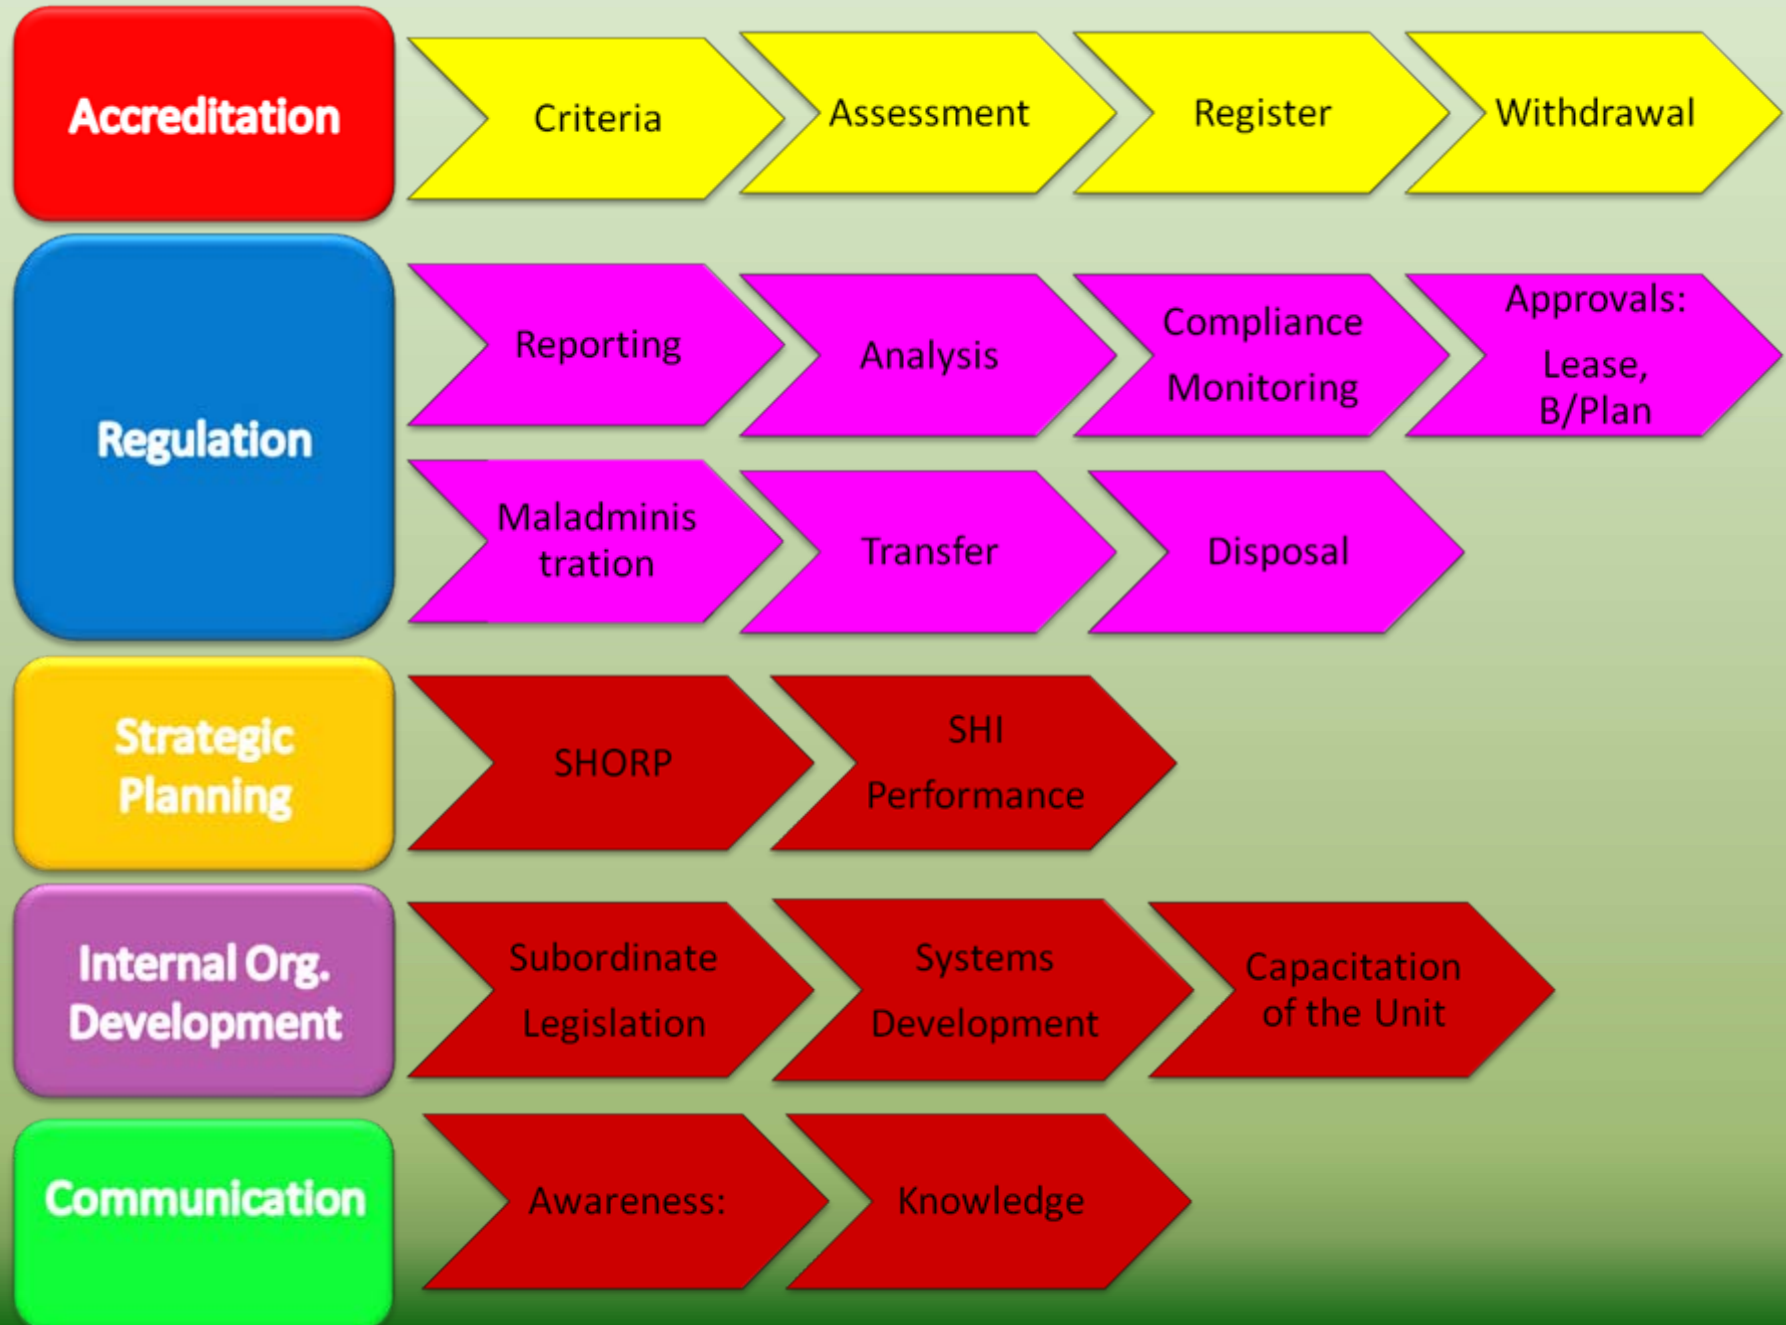 Accreditation
Criteria
Assessment
Register
Withdrawal
Regulation
Reporting
Analysis
Compliance
Monitoring
Approvals:
Lease,
B/Plan
Maladminis
tration
Transfer
Disposal
Strategic
Planning
SHORP
SHI
Performance
Internal Org.
Development
Subordinate
Legislation
Systems
Development
Capacitation
of the Unit
Communication
Awareness:
Knowledge